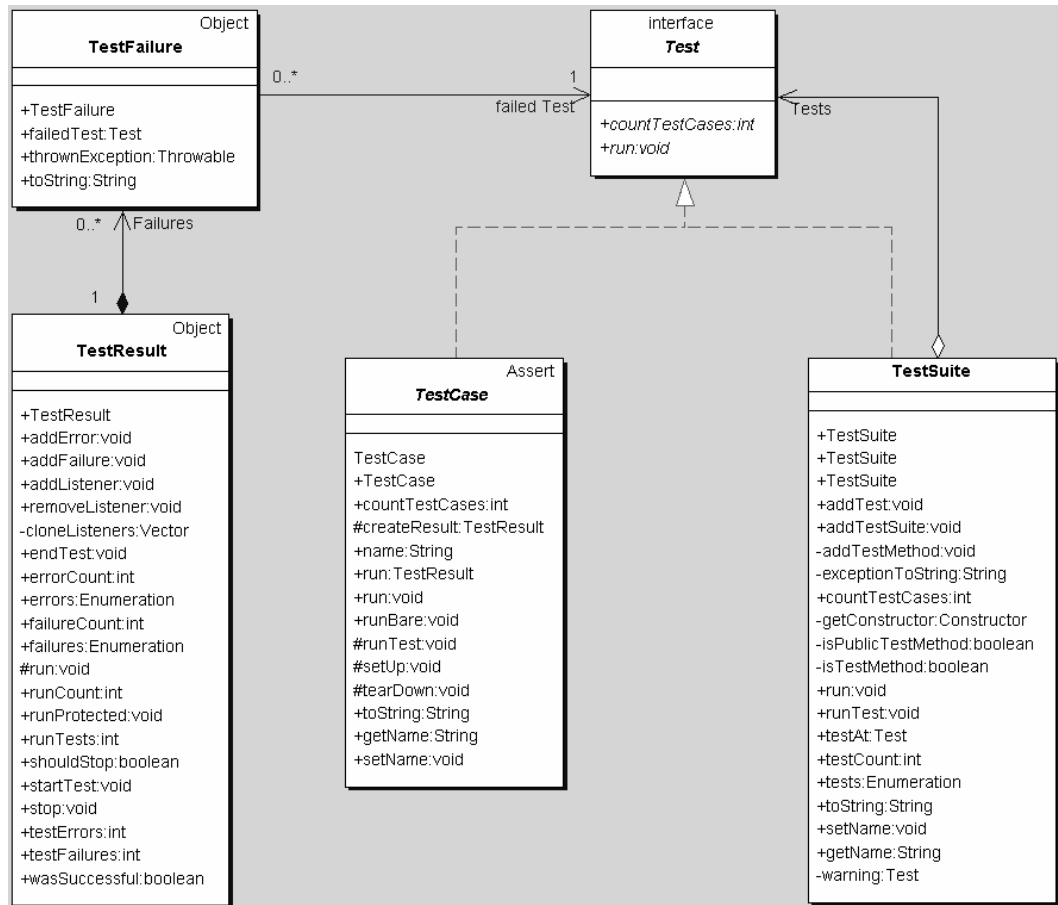 Object
TestFailure
+TestFailure
+failedTest:Test
+thrownException:Throwable
+toString:String
0..*
1
failed Test
interface
Test
+countTestCases:int
+run:void
Tests
0..*
Failures
1
Object
TestResult
+TestResult
+addError:void
+addFailure:void
+addListener:void
+removeListener:void
-cloneListeners:Vector
+endTest:void
+errorCount:int
+errors:Enumeration
+failureCount:int
+failures:Enumeration
#run:void
+runCount:int
+runProtected:void
+runTests:int
+shouldStop:boolean
+startTest:void
+stop:void
+testErrors:int
+testFailures:int
+wasSuccessful:boolean
Assert
TestCase
TestCase
+TestCase
+countTestCases:int
#createResult:TestResult
+name:String
+run:TestResult
+run:void
+runBare:void
#runTest:void
#setUp:void
#tearDown:void
+toString:String
+getName:String
+setName:void
TestSuite
+TestSuite
+TestSuite
+TestSuite
+addTest:void
+addTestSuite:void
-addTestMethod:void
-exceptionToString:String
+countTestCases:int
-getConstructor:Constructor
-isPublicTestMethod:boolean
-isTestMethod:boolean
+run:void
+runTest:void
+testAt:Test
+testCount:int
+tests:Enumeration
+toString:String
+setName:void
+getName:String
-warning:Test